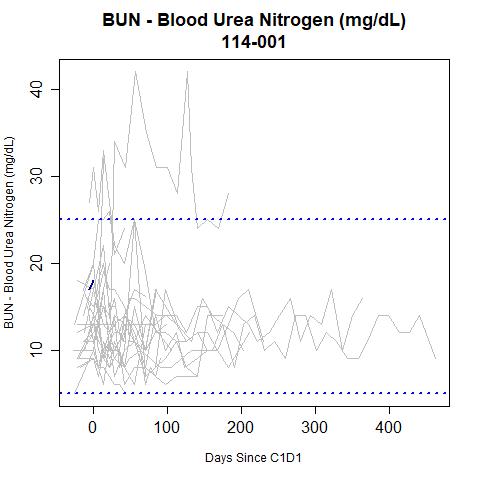 BUN - Blood Urea Nitrogen (mg/dL)
114-001
BUN - Blood Urea Nitrogen (mg/dL)
40
30
20
10
0 100 200 300 400
Days Since C1D1